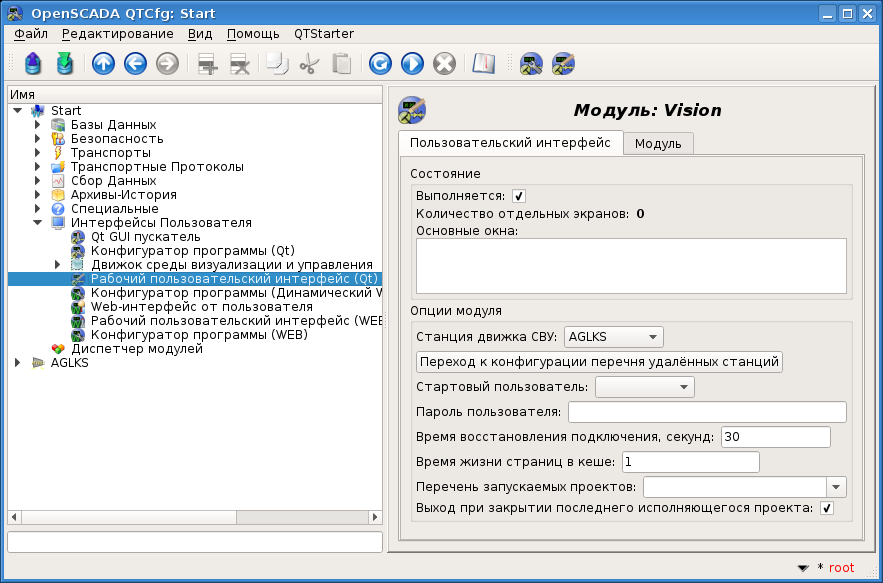 OpenSCADA QTCfg: Start
Файл Редактирование Вид Помощь QTStarter
Имя
Start
Базы Данных
Безопасность
Транспорты
Транспортные Протоколы
Сбор Данных
Архивы-История
Специальные
Интерфейсы Пользователя
Qt GUI пускатель
Конфигуратор программы (Qt)
Движок среды визуализации и управления
Рабочий пользовательский интерфейс (Qt)
Конфигуратор программы (Динамический W
Web-интерфейс от пользователя
Рабочий пользовательский интерфейс (WEB
Конфигуратор программы (WEB)
Диспетчер модулей
AGLKS
Модуль: Vision
Пользовательский интерфейс Модуль
Состояние
Выполняется:
Количество отдельных экранов: 0
Основные окна:
Опции модуля
Станция движка СВУ: AGLKS
Переход к конфигурации перечня удалённых станций
Стартовый пользователь:
Пароль пользователя:
Время восстановления подключения, секунд: 30
Время жизни страниц в кеше: 1
Перечень запускаемых проектов:
Выход при закрытии последнего исполняющегося проекта:
* root